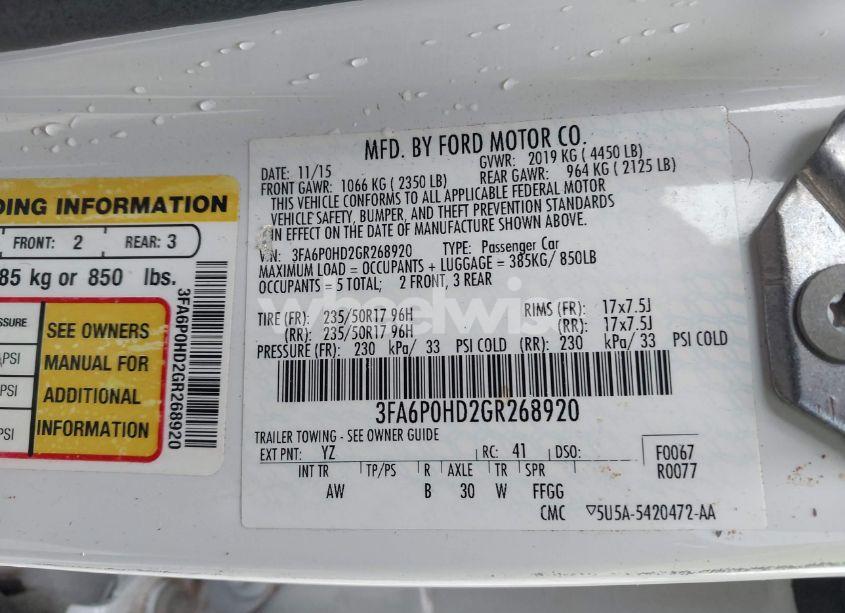 DING INFORMATION
FRONT: 2 REAR: 3
85 kg or 850 lbs.
SSURE
PSI
PSI
PSI
SEE OWNERS
MANUAL FOR
ADDITIONAL
INFORMATION
3FA6P0HD2GR268920
MFD. BY FORD MOTOR CO.
DATE: 11/15 GVWR: 2019 KG ( 4450 LB)
FRONT GAWR: 1066 KG ( 2350 LB) REAR GAWR: 964 KG ( 2125 LB)
THIS VEHICLE CONFORMS TO ALL APPLICABLE FEDERAL MOTOR
VEHICLE SAFETY, BUMPER, AND THEFT PREVENTION STANDARDS
IN EFFECT ON THE DATE OF MANUFACTURE SHOWN ABOVE.
VIN: 3FA6P0HD2GR268920 TYPE: Passenger Car
MAXIMUM LOAD = OCCUPANTS + LUGGAGE = 385KG/ 850LB
OCCUPANTS = 5 TOTAL; 2 FRONT, 3 REAR
wheelwise
TIRE (FR): 235/50R17 96H RIMS (FR): 17x7.5J
(RR): 235/50R17 96H (RR): 17x7.5J
PRESSURE (FR): 230 kPa/ 33 PSI COLD (RR): 230 kPa/ 33 PSI COLD
3FA6P0HD2GR268920
TRAILER TOWING - SEE OWNER GUIDE
EXT PNT: YZ RC: 41 DSO: F0067
INT TR TP/PS R AXLE TR SPR R0077
AW B 30 W FFGG
CMC ▽5U5A-5420472-AA